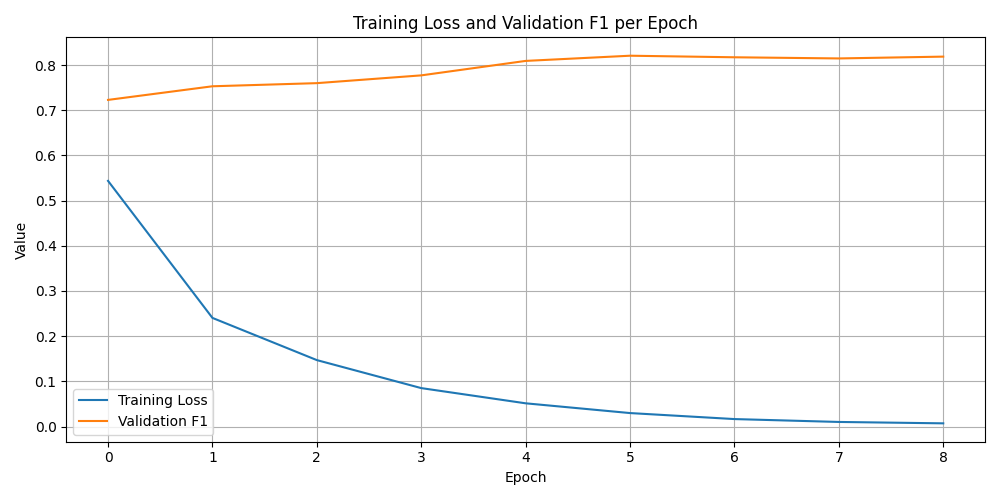 Training Loss and Validation F1 per Epoch
Value
0.8
0.7
0.6
0.5
0.4
0.3
0.2
0.1
0.0
Training Loss
Validation F1
0 1 2 3 4 5 6 7 8
Epoch